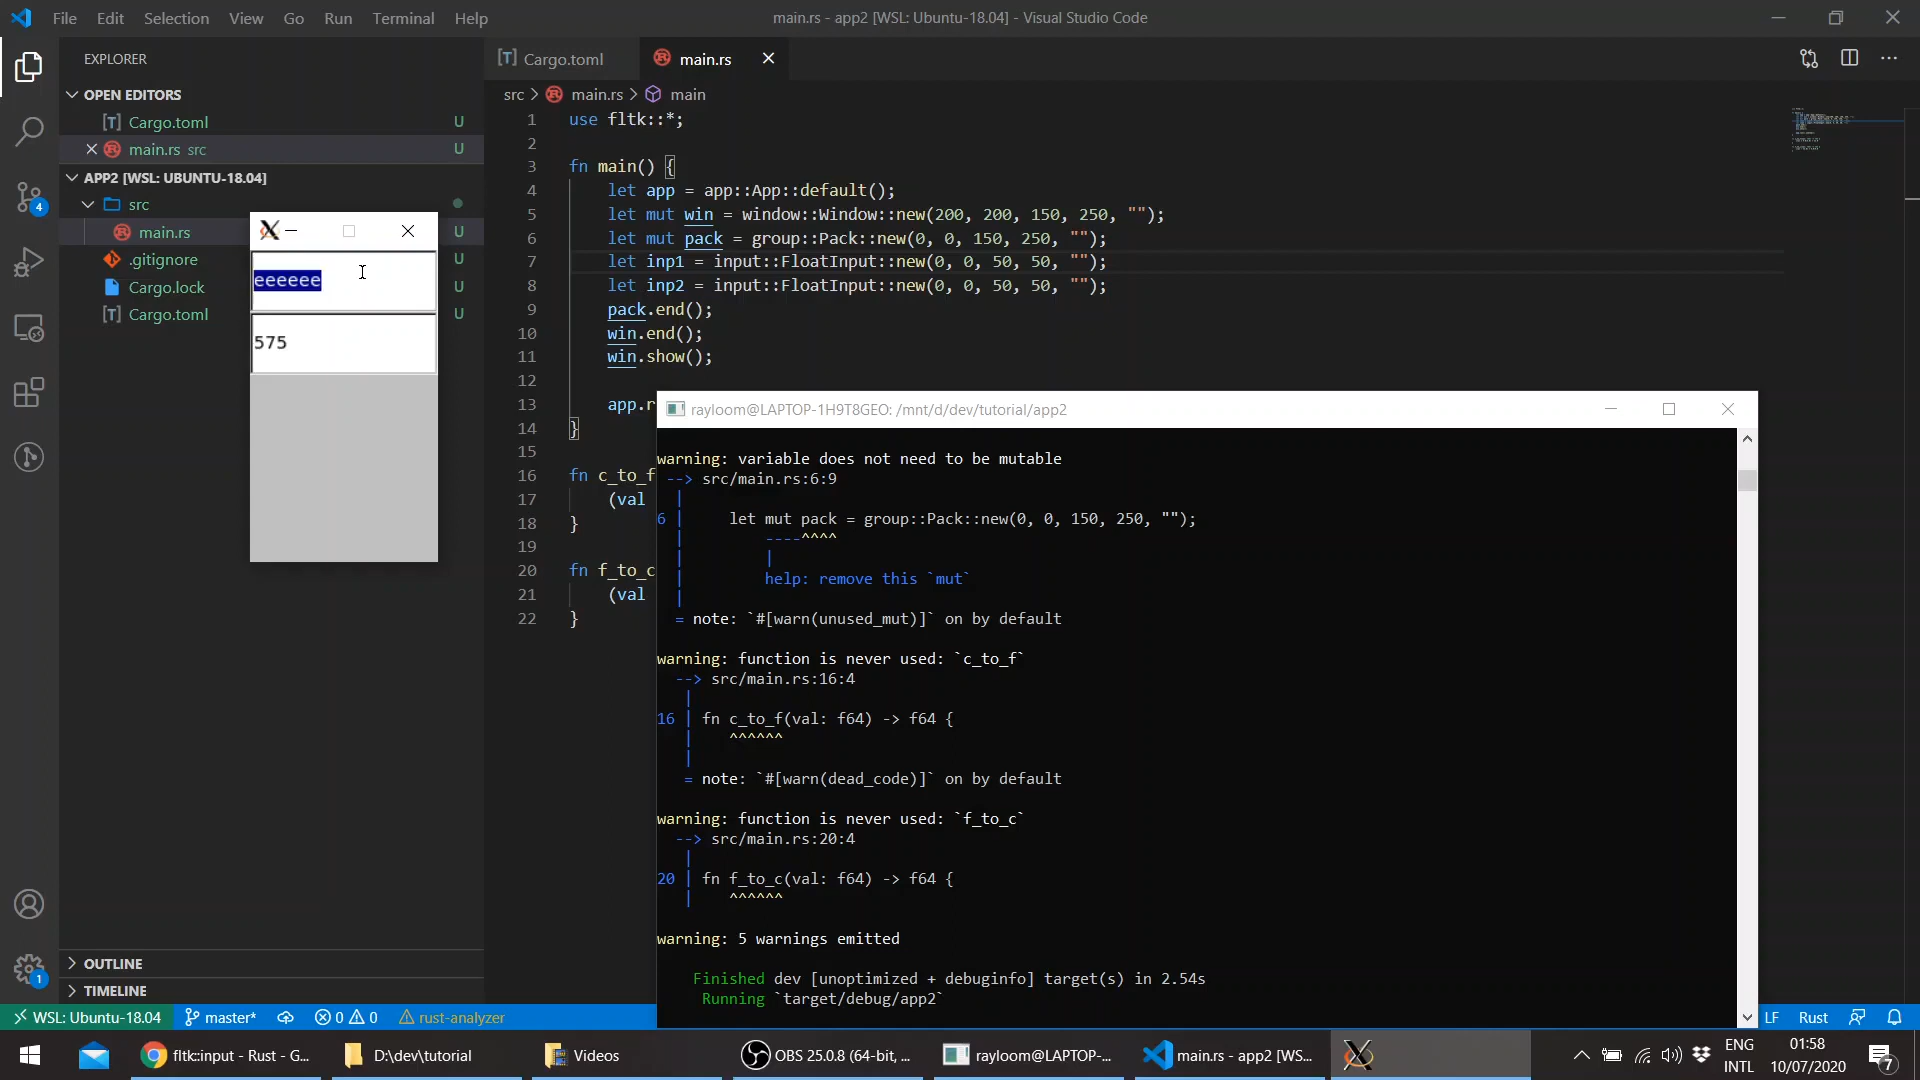 File Edit Selection View Go Run Terminal Help
main.rs - app2 [WSL: Ubuntu-18.04] - Visual Studio Code
EXPLORER
OPEN EDITORS
Cargo.toml U
main.rs src U
APP2 [WSL: UBUNTU-18.04]
src
main.rs U
.gitignore U
Cargo.lock U
Cargo.toml U
OUTLINE
TIMELINE
4
1
eeeeee
575
Cargo.toml
main.rs
src > main.rs > main
1 use fltk::*;
2
3 fn main() {
4 let app = app::App::default();
5 let mut win = window::Window::new(200, 200, 150, 250, "");
6 let mut pack = group::Pack::new(0, 0, 150, 250, "");
7 let inp1 = input::FloatInput::new(0, 0, 50, 50, "");
8 let inp2 = input::FloatInput::new(0, 0, 50, 50, "");
9 pack.end();
10 win.end();
11 win.show();
12
13 app.r
14 }
15
16 fn c_to_f
17 (val
18 }
19
20 fn f_to_c
21 (val
22 }
rayloom@LAPTOP-1H9T8GEO: /mnt/d/dev/tutorial/app2
warning: variable does not need to be mutable
--> src/main.rs:6:9
|
6 | let mut pack = group::Pack::new(0, 0, 150, 250, "");
| ----^^^^
| |
| help: remove this `mut`
|
= note: `#[warn(unused_mut)]` on by default
warning: function is never used: `c_to_f`
--> src/main.rs:16:4
|
16 | fn c_to_f(val: f64) -> f64 {
| ^^^^^^
|
= note: `#[warn(dead_code)]` on by default
warning: function is never used: `f_to_c`
--> src/main.rs:20:4
|
20 | fn f_to_c(val: f64) -> f64 {
| ^^^^^^
warning: 5 warnings emitted
Finished dev [unoptimized + debuginfo] target(s) in 2.54s
Running `target/debug/app2`
WSL: Ubuntu-18.04 master* 0 0 rust-analyzer LF Rust
fltk::input - Rust - G... D:\dev\tutorial Videos OBS 25.0.8 (64-bit, ... rayloom@LAPTOP-... main.rs - app2 [WS...
ENG
INTL
01:58
10/07/2020
7